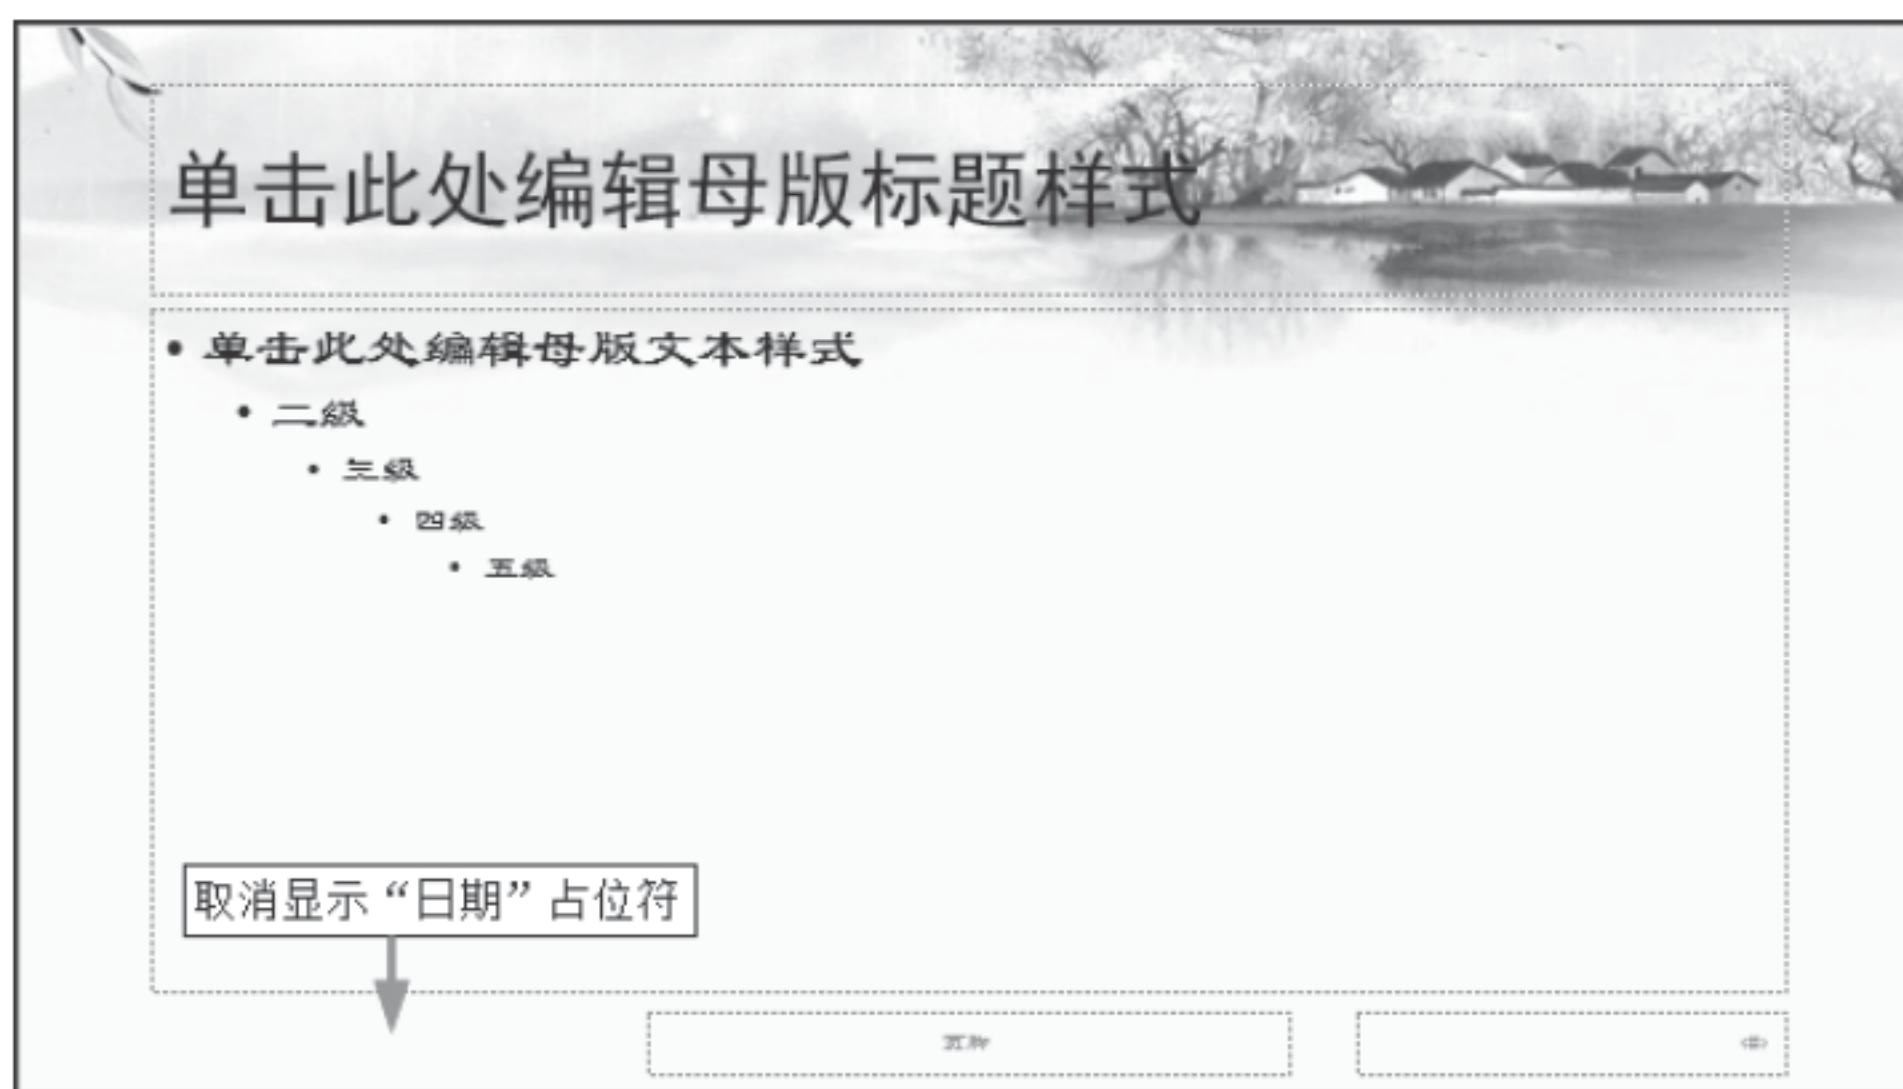 单击此处编辑母版标题样式
• 单击此处编辑母版文本样式
• 二级
• 三级
• 四级
• 五级
取消显示“日期”占位符
页脚
‹#›